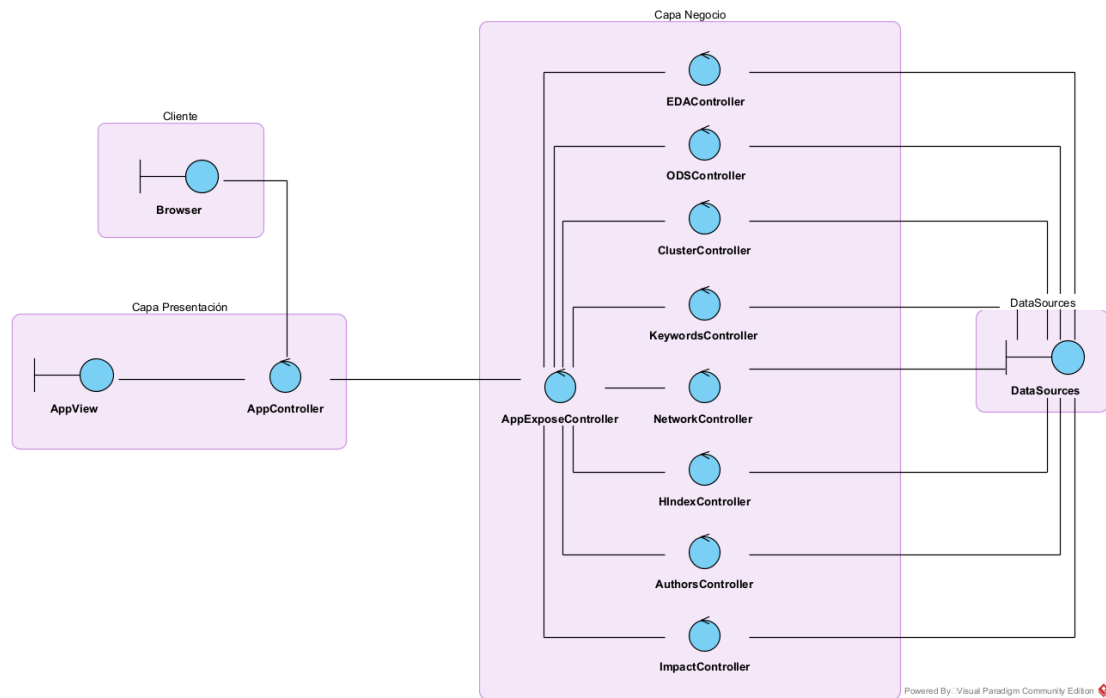 Capa Negocio
EDAController
Cliente
ODSController
Browser
ClusterController
Capa Presentación
DataSources
KeywordsController
DataSources
AppView
AppController
AppExposeController
NetworkController
HIndexController
AuthorsController
ImpactController
Powered By Visual Paradigm Community Edition